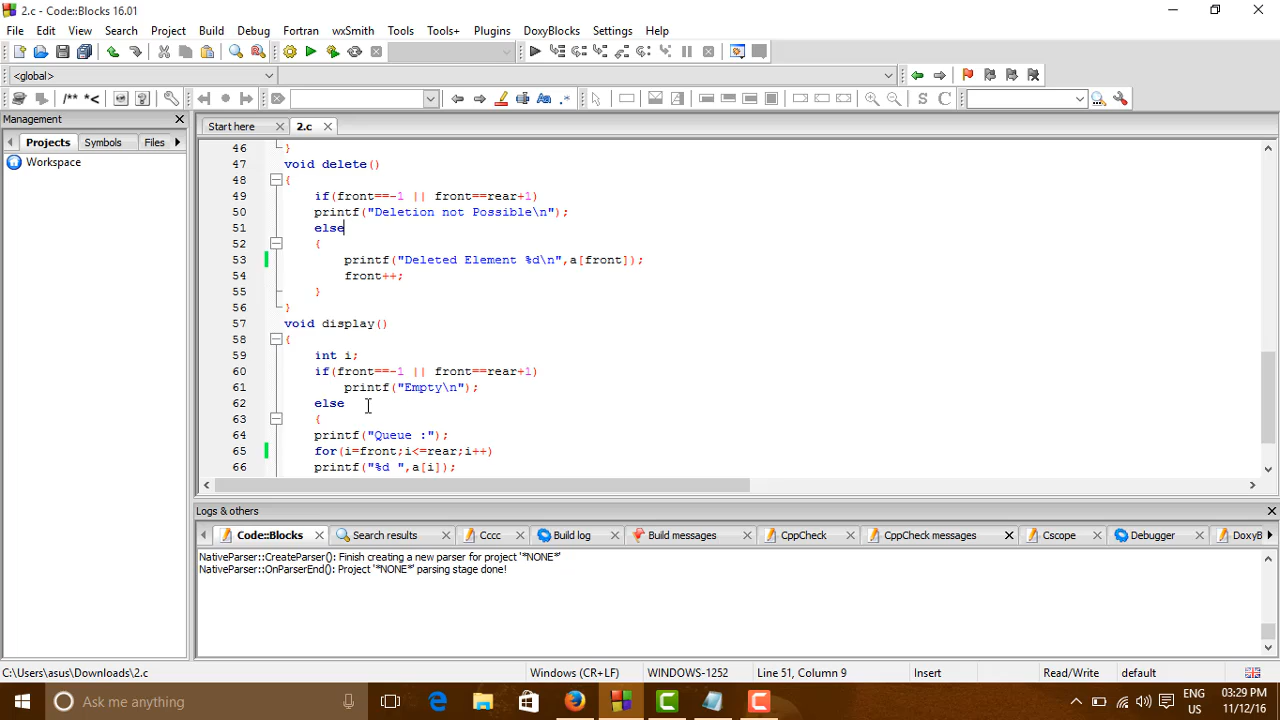 2.c - Code::Blocks 16.01
File Edit View Search Project Build Debug Fortran wxSmith Tools Tools+ Plugins DoxyBlocks Settings Help
<global>
/** *<
Aa .*
S C
Management
Projects Symbols Files
Workspace
Start here 2.c
46 }
47 void delete()
48 {
49 if(front==-1 || front==rear+1)
50 printf("Deletion not Possible\n");
51 else
52 {
53 printf("Deleted Element %d\n",a[front]);
54 front++;
55 }
56 }
57 void display()
58 {
59 int i;
60 if(front==-1 || front==rear+1)
61 printf("Empty\n");
62 else
63 {
64 printf("Queue :");
65 for(i=front;i<=rear;i++)
66 printf("%d ",a[i]);
Logs & others
Code::Blocks Search results Cccc Build log Build messages CppCheck CppCheck messages Cscope Debugger DoxyB
NativeParser::CreateParser(): Finish creating a new parser for project '*NONE*'
NativeParser::OnParserEnd(): Project '*NONE*' parsing stage done!
C:\Users\asus\Downloads\2.c Windows (CR+LF) WINDOWS-1252 Line 51, Column 9 Insert Read/Write default
Ask me anything
ENG
US
03:29 PM
11/12/16